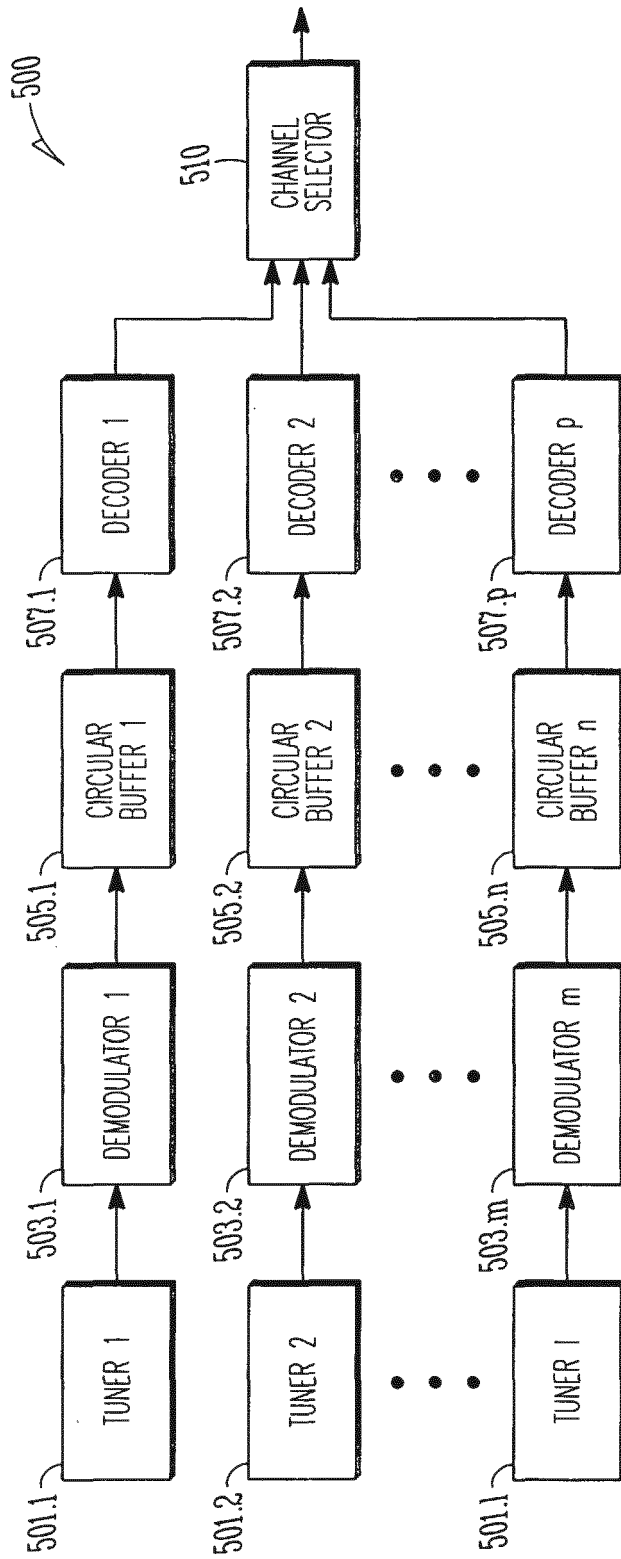 500
501.1
503.1
505.1
507.1
TUNER 1
DEMODULATOR 1
CIRCULAR
BUFFER 1
DECODER 1
510
501.2
503.2
505.2
507.2
TUNER 2
DEMODULATOR 2
CIRCULAR
BUFFER 2
DECODER 2
CHANNEL
SELECTOR
501.l
503.m
505.n
507.p
TUNER l
DEMODULATOR m
CIRCULAR
BUFFER n
DECODER p